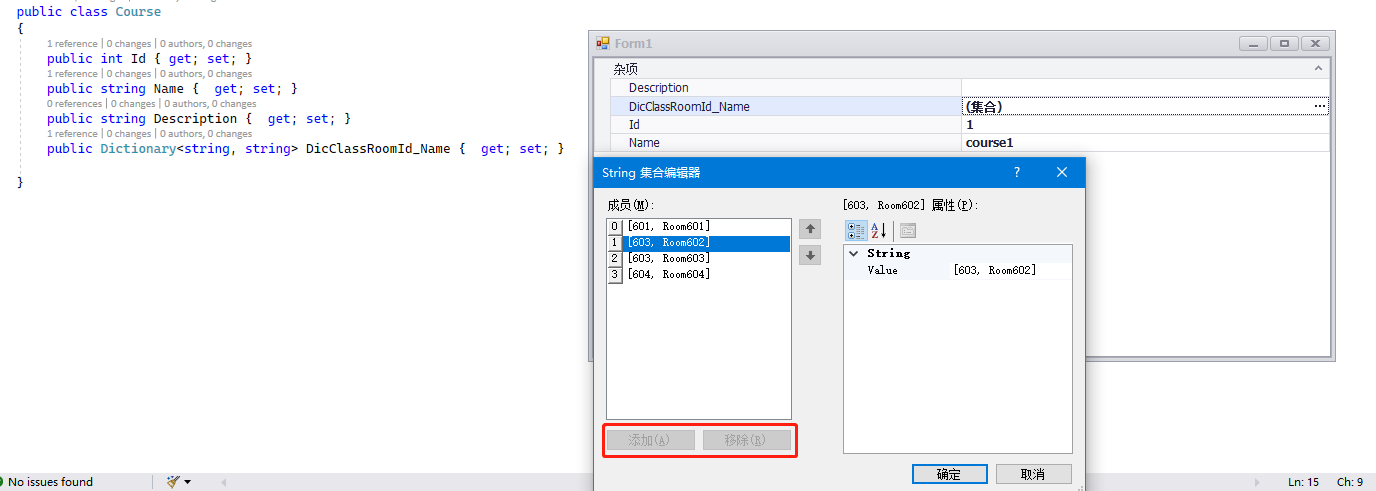 public class Course
{
1 reference | 0 changes | 0 authors, 0 changes
public int Id { get; set; }
1 reference | 0 changes | 0 authors, 0 changes
public string Name {  get; set; }
0 references | 0 changes | 0 authors, 0 changes
public string Description {  get; set; }
1 reference | 0 changes | 0 authors, 0 changes
public Dictionary<string, string> DicClassRoomId_Name {  get; set; }
}
Form1
杂项
Description
DicClassRoomId_Name (集合) ...
Id 1
Name course1
String 集合编辑器 ?
成员(M):
0 [601, Room601]
1 [603, Room602]
2 [603, Room603]
3 [604, Room604]
添加(A) 移除(R)
[603, Room602] 属性(P):
A Z
String
Value [603, Room602]
确定 取消
No issues found
Ln: 15 Ch: 9